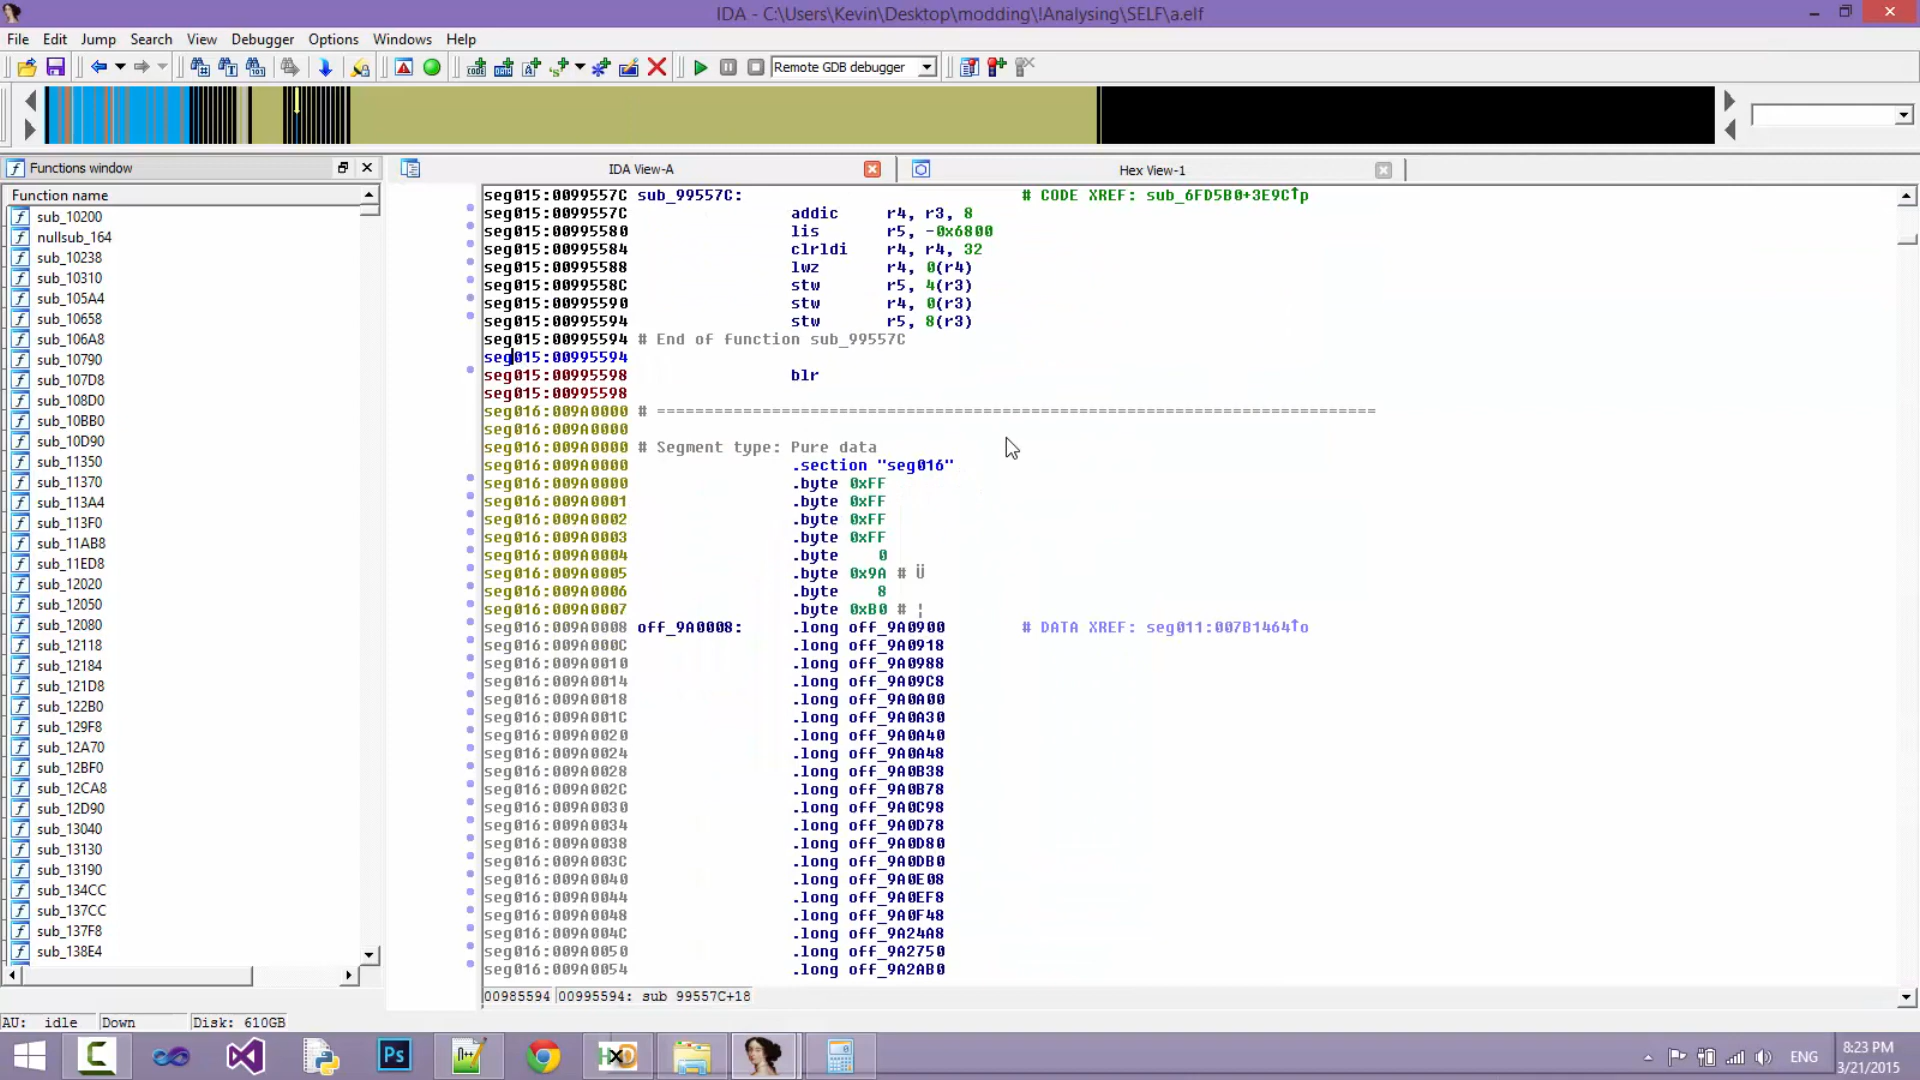 IDA - C:\Users\Kevin\Desktop\modding\!Analysing\SELF\a.elf
File Edit Jump Search View Debugger Options Windows Help
Remote GDB debugger
Functions window
IDA View-A
Hex View-1
Function name
sub_10200
nullsub_164
sub_10238
sub_10310
sub_105A4
sub_10658
sub_106A8
sub_10790
sub_107D8
sub_108D0
sub_10BB0
sub_10D90
sub_11350
sub_11370
sub_113A4
sub_113F0
sub_11AB8
sub_11ED8
sub_12020
sub_12050
sub_12080
sub_12118
sub_12184
sub_121D8
sub_122B0
sub_129F8
sub_12A70
sub_12BF0
sub_12CA8
sub_12D90
sub_13040
sub_13130
sub_13190
sub_134CC
sub_137CC
sub_137F8
sub_138E4
seg015:0099557C sub_99557C: # CODE XREF: sub_6FD5B0+3E9C↑p
seg015:0099557C addic r4, r3, 8
seg015:00995580 lis r5, -0x6800
seg015:00995584 clrldi r4, r4, 32
seg015:00995588 lwz r4, 0(r4)
seg015:0099558C stw r5, 4(r3)
seg015:00995590 stw r4, 0(r3)
seg015:00995594 stw r5, 8(r3)
seg015:00995594 # End of function sub_99557C
seg015:00995594
seg015:00995598 blr
seg015:00995598
seg016:009A0000 # ===========================================================================
seg016:009A0000
seg016:009A0000 # Segment type: Pure data
seg016:009A0000 .section "seg016"
seg016:009A0000 .byte 0xFF
seg016:009A0001 .byte 0xFF
seg016:009A0002 .byte 0xFF
seg016:009A0003 .byte 0xFF
seg016:009A0004 .byte 0
seg016:009A0005 .byte 0x9A # Ü
seg016:009A0006 .byte 8
seg016:009A0007 .byte 0xB0 # ¦
seg016:009A0008 off_9A0008: .long off_9A0900 # DATA XREF: seg011:007B1464↑o
seg016:009A000C .long off_9A0918
seg016:009A0010 .long off_9A0988
seg016:009A0014 .long off_9A09C8
seg016:009A0018 .long off_9A0A00
seg016:009A001C .long off_9A0A30
seg016:009A0020 .long off_9A0A40
seg016:009A0024 .long off_9A0A48
seg016:009A0028 .long off_9A0B38
seg016:009A002C .long off_9A0B78
seg016:009A0030 .long off_9A0C98
seg016:009A0034 .long off_9A0D78
seg016:009A0038 .long off_9A0D80
seg016:009A003C .long off_9A0DB0
seg016:009A0040 .long off_9A0E08
seg016:009A0044 .long off_9A0EF8
seg016:009A0048 .long off_9A0F48
seg016:009A004C .long off_9A24A8
seg016:009A0050 .long off_9A2750
seg016:009A0054 .long off_9A2AB0
00985594 00995594: sub 99557C+18
AU: idle Down Disk: 610GB
Ps
ENG
8:23 PM
3/21/2015